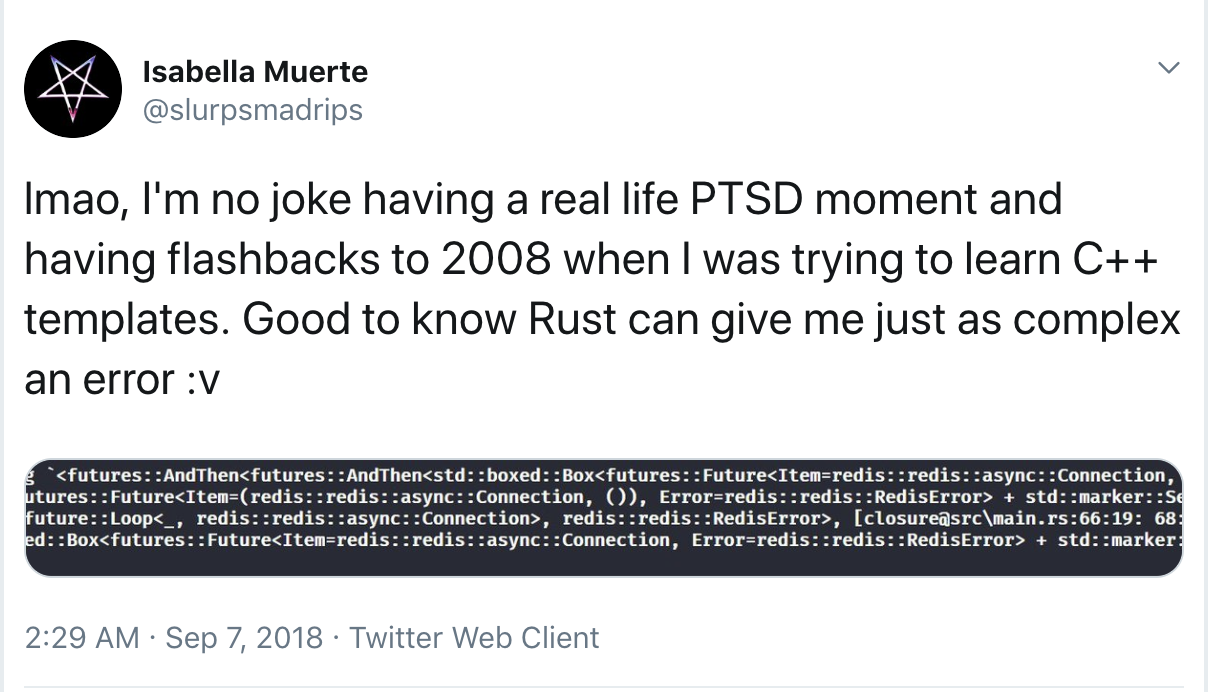 Isabella Muerte
@slurpsmadrips
lmao, I'm no joke having a real life PTSD moment and
having flashbacks to 2008 when I was trying to learn C++
templates. Good to know Rust can give me just as complex
an error :v
g `<futures::AndThen<futures::AndThen<std::boxed::Box<futures::Future<Item=redis::redis::async::Connection,
utures::Future<Item=(redis::redis::async::Connection, ()), Error=redis::redis::RedisError> + std::marker::Se
future::Loop<_, redis::redis::async::Connection>, redis::redis::RedisError>, [closure@src\main.rs:66:19: 68:
ed::Box<futures::Future<Item=redis::redis::async::Connection, Error=redis::redis::RedisError> + std::marker:
2:29 AM · Sep 7, 2018 · Twitter Web Client